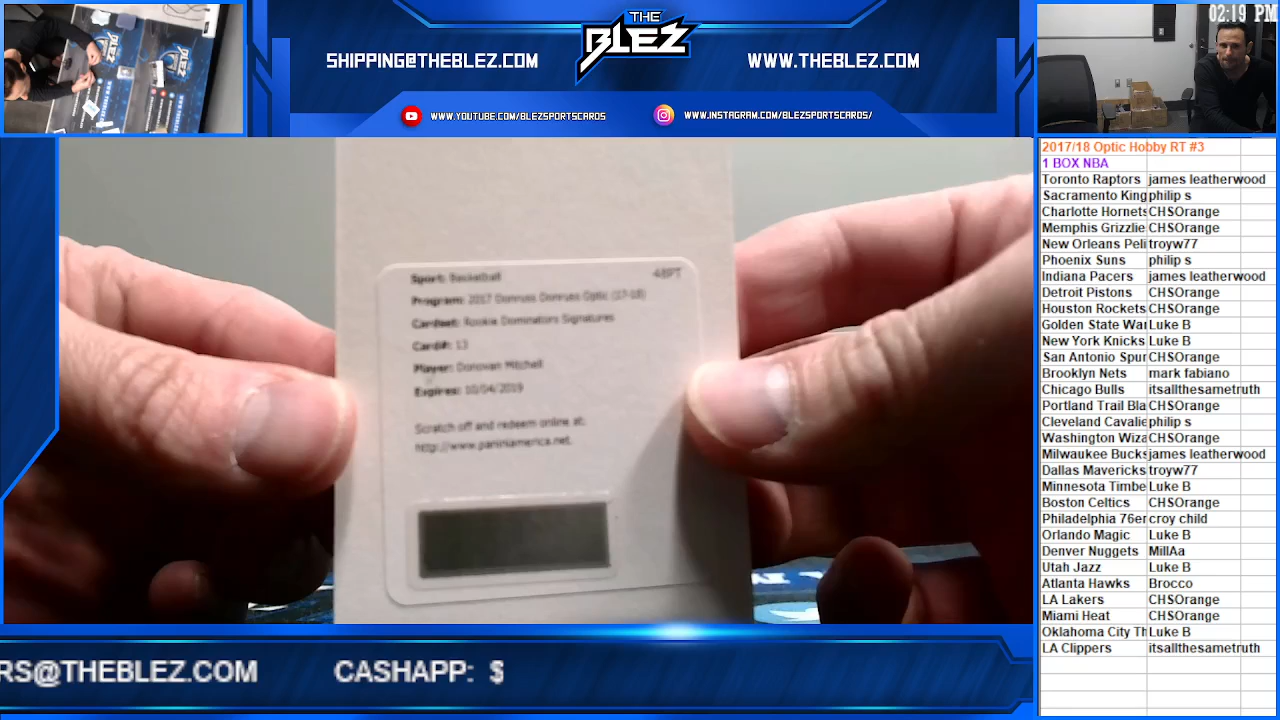 THE
BLEZ
SHIPPING@THEBLEZ.COM
WWW.THEBLEZ.COM
WWW.YOUTUBE.COM/BLEZSPORTSCARDS
WWW.INSTAGRAM.COM/BLEZSPORTSCARDS/
02:19 PM
Sport: Basketball
48PT
Program: 2017 Donruss Donruss Optic (17-18)
Cardset: Rookie Dominators Signatures
Card#: 13
Player: Donovan Mitchell
Expires: 10/04/2019
Scratch off and redeem online at:
http://www.paniniamerica.net.
2017/18 Optic Hobby RT #3
1 BOX NBA
Toronto Raptors james leatherwood
Sacramento King philip s
Charlotte Hornets CHSOrange
Memphis Grizzlie CHSOrange
New Orleans Peli troyw77
Phoenix Suns philip s
Indiana Pacers james leatherwood
Detroit Pistons CHSOrange
Houston Rockets CHSOrange
Golden State War Luke B
New York Knicks Luke B
San Antonio Spur CHSOrange
Brooklyn Nets mark fabiano
Chicago Bulls itsallthesametruth
Portland Trail Bla CHSOrange
Cleveland Cavalie philip s
Washington Wiza CHSOrange
Milwaukee Bucks james leatherwood
Dallas Mavericks troyw77
Minnesota Timbe Luke B
Boston Celtics CHSOrange
Philadelphia 76er croy child
Orlando Magic Luke B
Denver Nuggets MillAa
Utah Jazz Luke B
Atlanta Hawks Brocco
LA Lakers CHSOrange
Miami Heat CHSOrange
Oklahoma City Th Luke B
LA Clippers itsallthesametruth
RS@THEBLEZ.COM CASHAPP: $